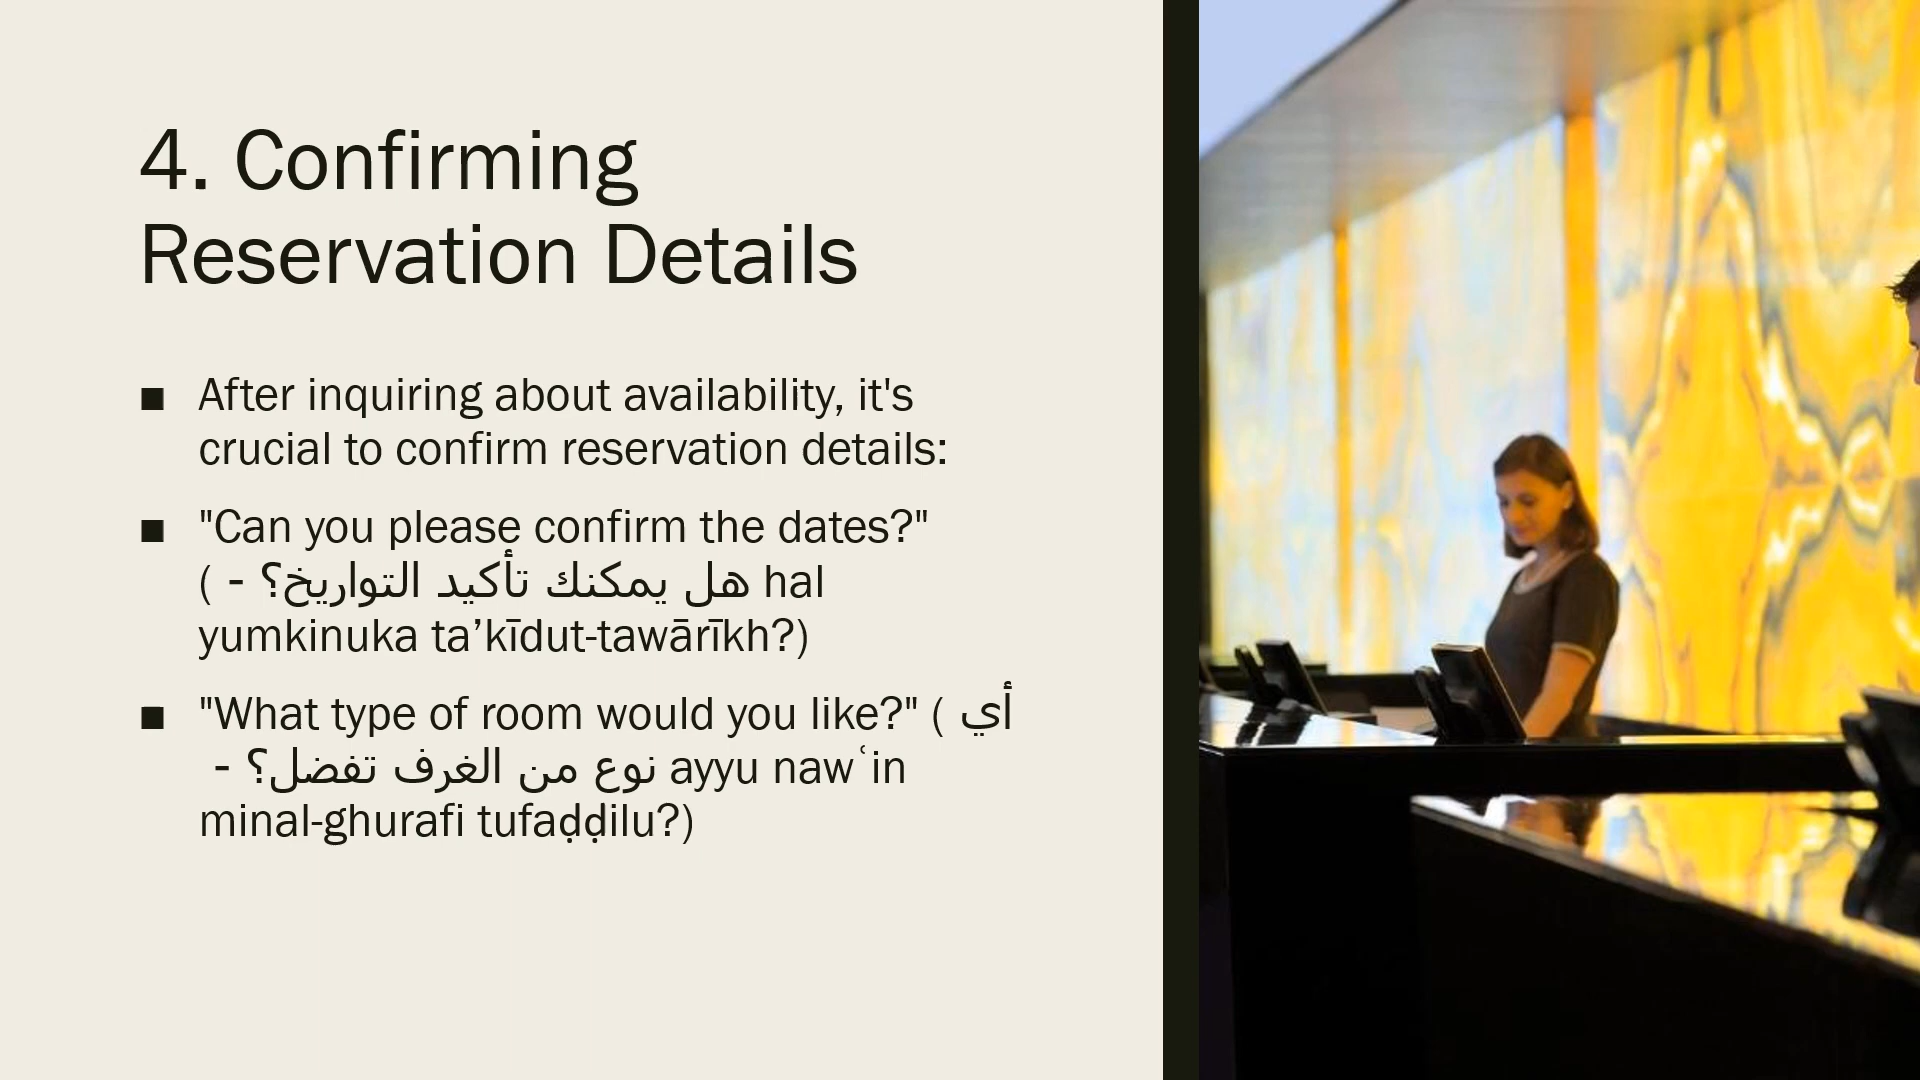 4. Confirming
Reservation Details
■ After inquiring about availability, it's
crucial to confirm reservation details:
■ "Can you please confirm the dates?"
( هل يمكنك تأكيد التواريخ؟ - hal
yumkinuka ta’kīdut-tawārīkh?)
■ "What type of room would you like?" ( أي
نوع من الغرف تفضل؟ - ayyu nawʿin
minal-ghurafi tufaḍḍilu?)